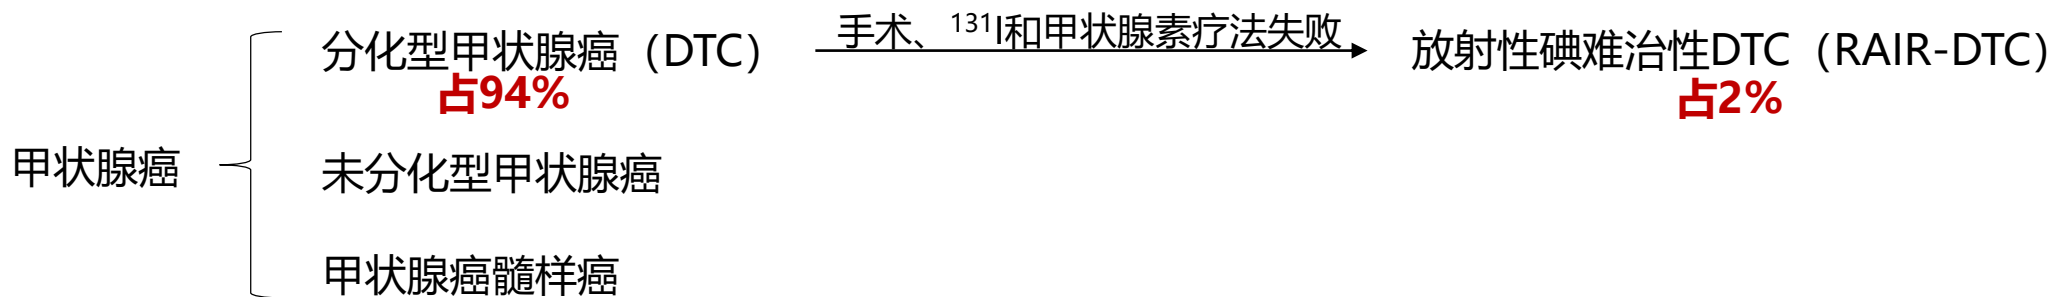 分化型甲状腺癌（DTC）
占94%
手术、¹³¹I和甲状腺素疗法失败
放射性碘难治性DTC（RAIR-DTC）
占2%
甲状腺癌
未分化型甲状腺癌
甲状腺癌髓样癌